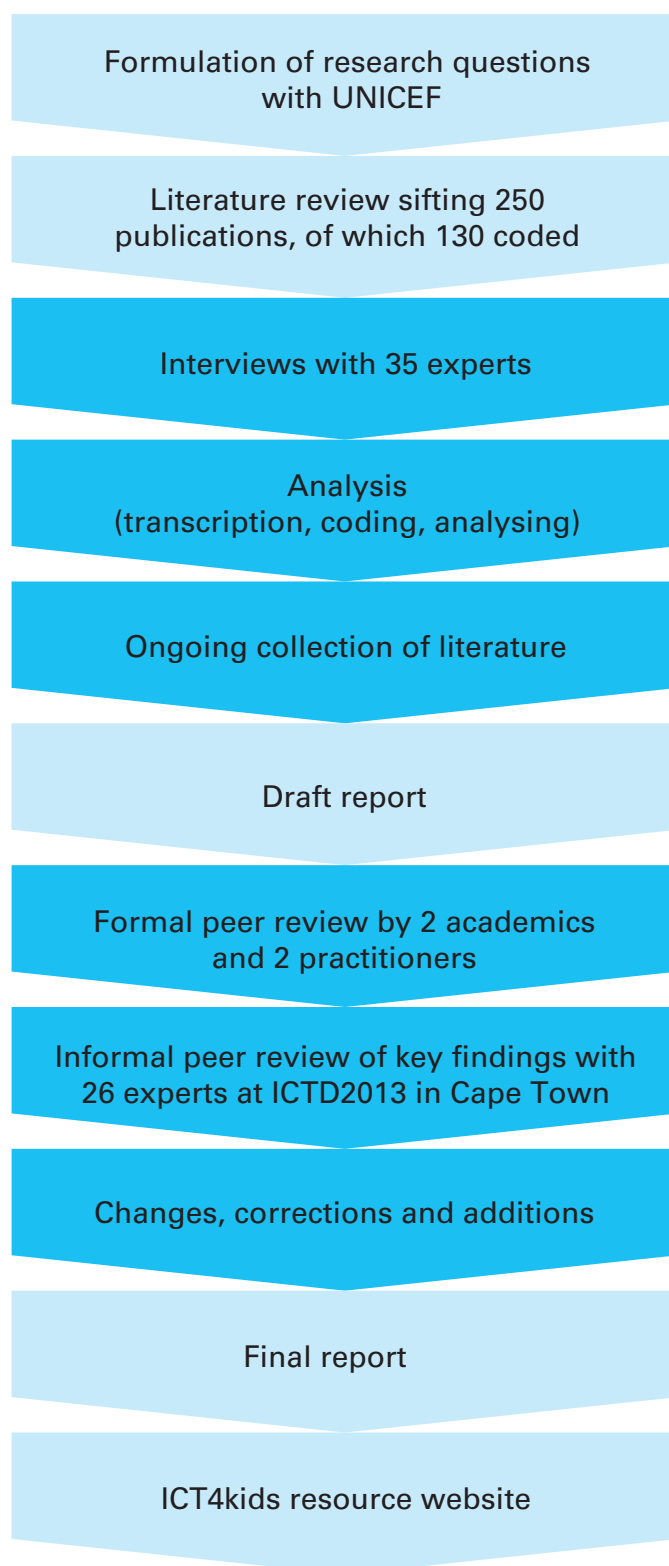 Formulation of research questions
with UNICEF
Literature review sifting 250
publications, of which 130 coded
Interviews with 35 experts
Analysis
(transcription, coding, analysing)
Ongoing collection of literature
Draft report
Formal peer review by 2 academics
and 2 practitioners
Informal peer review of key findings with
26 experts at ICTD2013 in Cape Town
Changes, corrections and additions
Final report
ICT4kids resource website